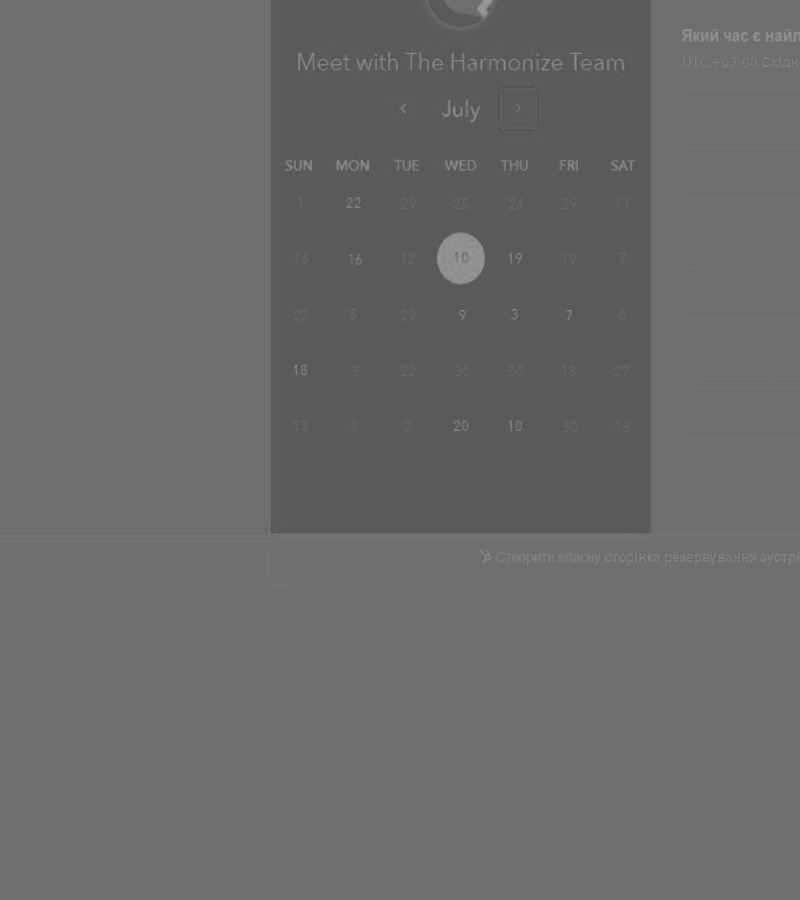 Який час є найл
Meet with The Harmonize Team
UTC +03:00 Східн
July
SUN MON TUE WED THU FRI SAT
1 22 29 25 24 29 11
16 16 12 10 19 19 7
22 5 29 9 3 7 6
18 3 22 30 30 18 27
13 8 2 20 10 30 18
Створити власну сторінка резервування зустрі